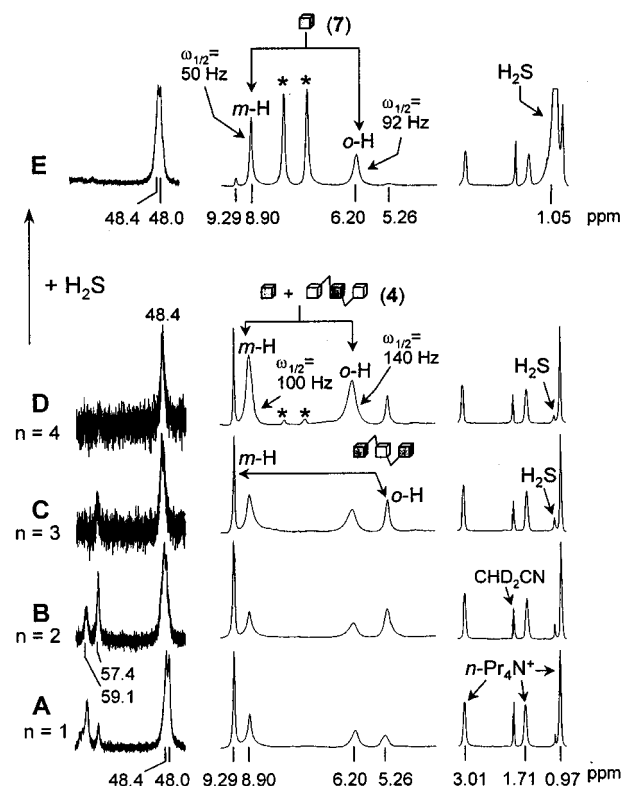 (7)
ω1/2=
50 Hz
* *
m-H
ω1/2=
92 Hz
o-H
H2S
E
48.4 48.0
9.29 8.90 6.20 5.26
1.05 ppm
+ H2S
48.4
+ (4)
m-H
ω1/2=
100 Hz
* *
o-H
ω1/2=
140 Hz
H2S
D
n = 4
m-H
o-H
H2S
C
n = 3
CHD2CN
B
n = 2
57.4
59.1
n-Pr4N+
A
n = 1
48.4 48.0
9.29 8.90 6.20 5.26
3.01 1.71 0.97 ppm